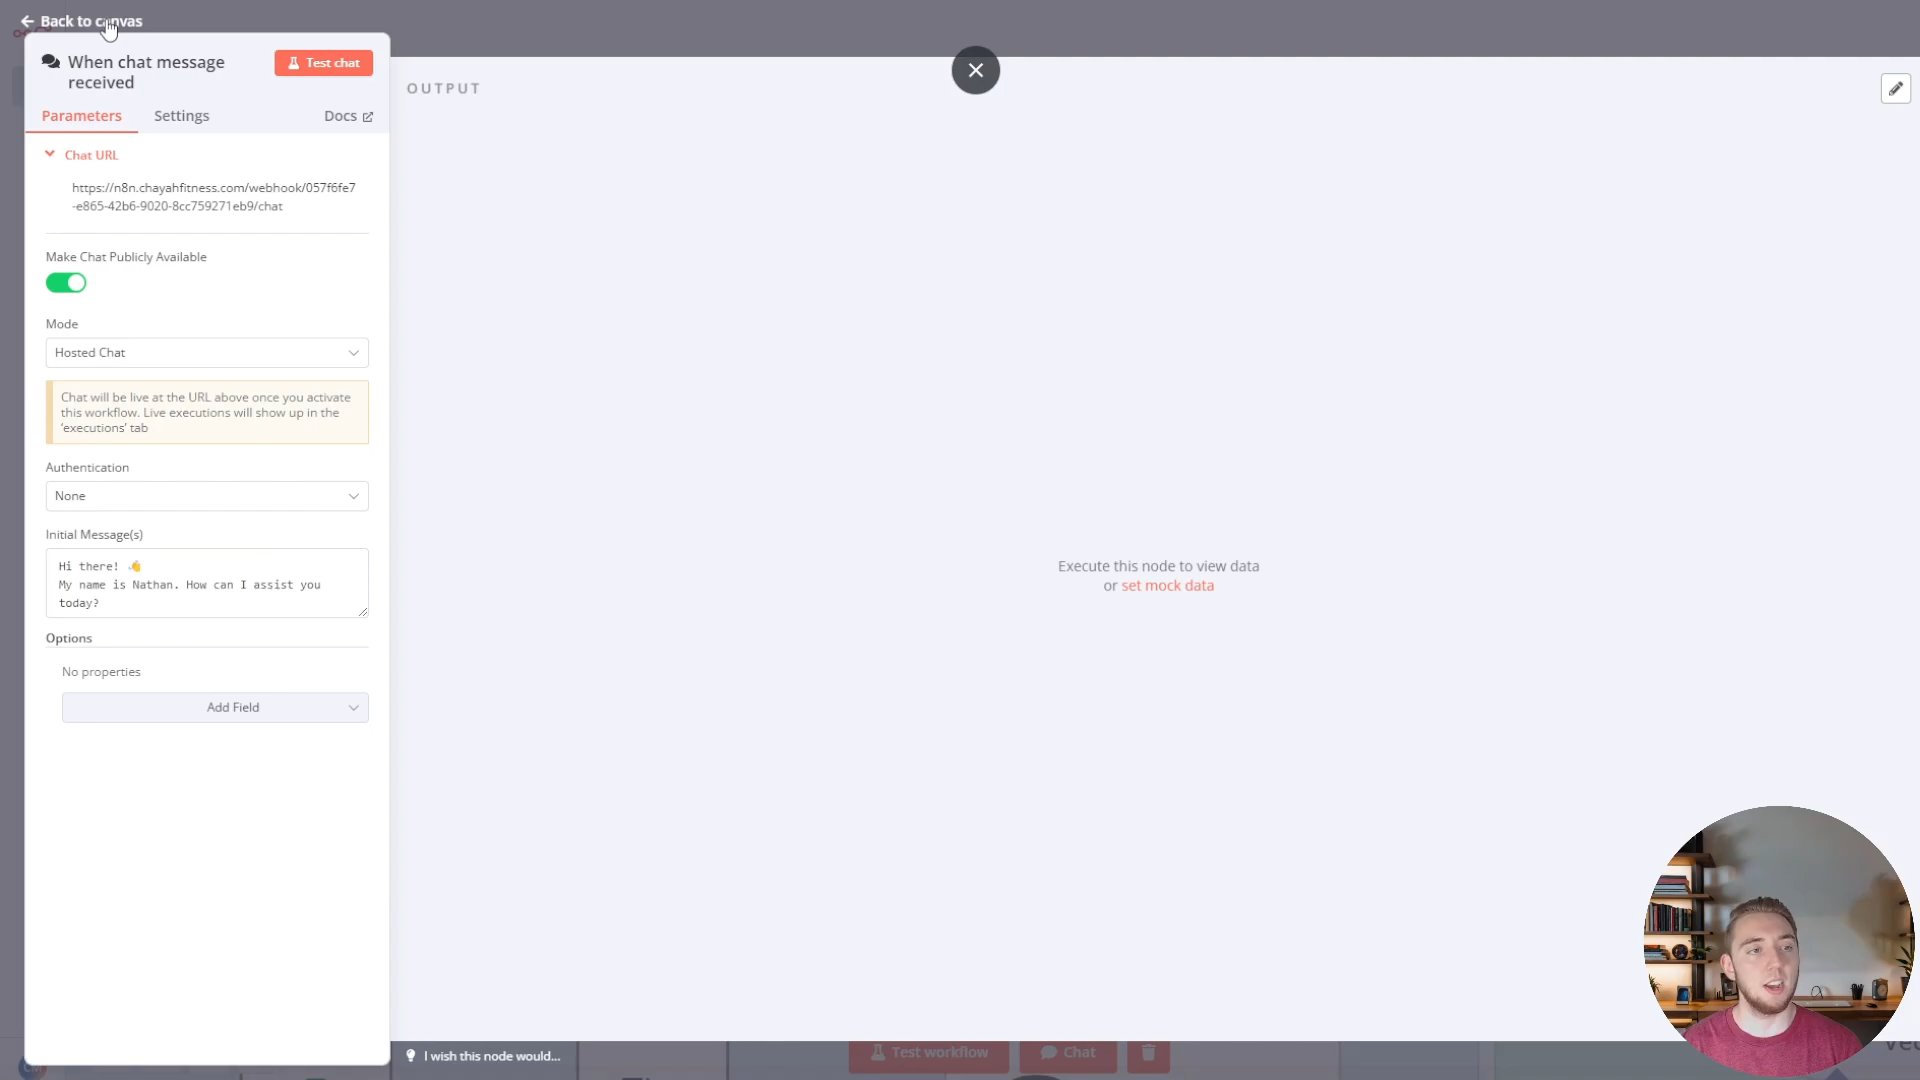 Back to canvas
When chat message
received
Test chat
Parameters
Settings
Docs
OUTPUT
Chat URL
https://n8n.chayahfitness.com/webhook/057f6fe7
-e865-42b6-9020-8cc759271eb9/chat
Make Chat Publicly Available
Mode
Hosted Chat
Chat will be live at the URL above once you activate
this workflow. Live executions will show up in the
‘executions’ tab
Authentication
None
Initial Message(s)
Hi there! 👋
My name is Nathan. How can I assist you
today?
Options
No properties
Add Field
Execute this node to view data
or set mock data
I wish this node would...
Test workflow
Chat